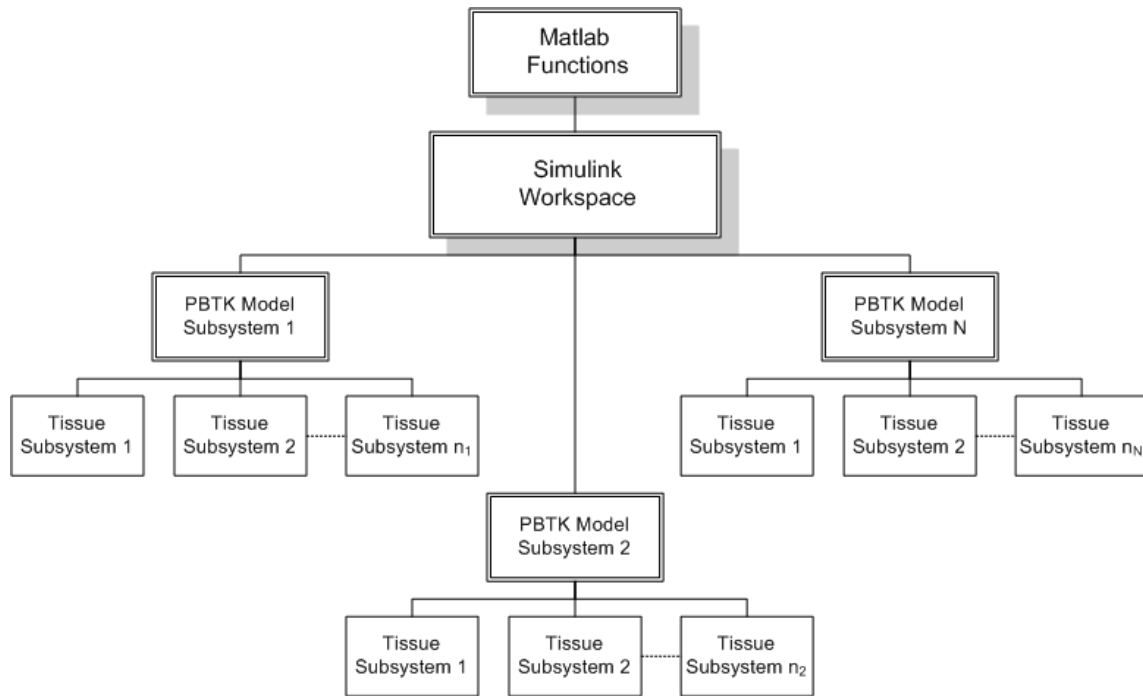 Matlab
Functions
Simulink
Workspace
PBTK Model
Subsystem 1
PBTK Model
Subsystem N
Tissue
Subsystem 1
Tissue
Subsystem 2
Tissue
Subsystem n₁
Tissue
Subsystem 1
Tissue
Subsystem 2
Tissue
Subsystem n_N
PBTK Model
Subsystem 2
Tissue
Subsystem 1
Tissue
Subsystem 2
Tissue
Subsystem n₂